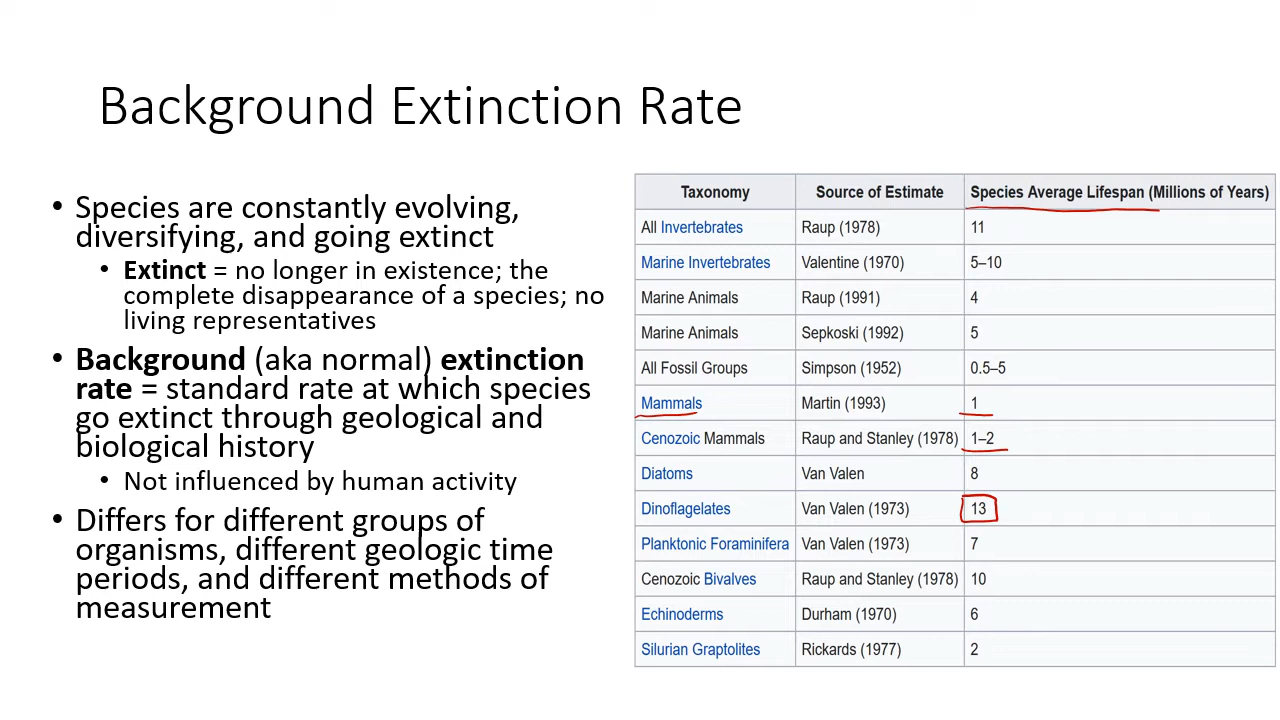 Background Extinction Rate
• Species are constantly evolving,
diversifying, and going extinct
• Extinct = no longer in existence; the
complete disappearance of a species; no
living representatives
• Background (aka normal) extinction
rate = standard rate at which species
go extinct through geological and
biological history
• Not influenced by human activity
• Differs for different groups of
organisms, different geologic time
periods, and different methods of
measurement
Taxonomy Source of Estimate Species Average Lifespan (Millions of Years)
All Invertebrates Raup (1978) 11
Marine Invertebrates Valentine (1970) 5–10
Marine Animals Raup (1991) 4
Marine Animals Sepkoski (1992) 5
All Fossil Groups Simpson (1952) 0.5–5
Mammals Martin (1993) 1
Cenozoic Mammals Raup and Stanley (1978) 1–2
Diatoms Van Valen 8
Dinoflagelates Van Valen (1973) 13
Planktonic Foraminifera Van Valen (1973) 7
Cenozoic Bivalves Raup and Stanley (1978) 10
Echinoderms Durham (1970) 6
Silurian Graptolites Rickards (1977) 2